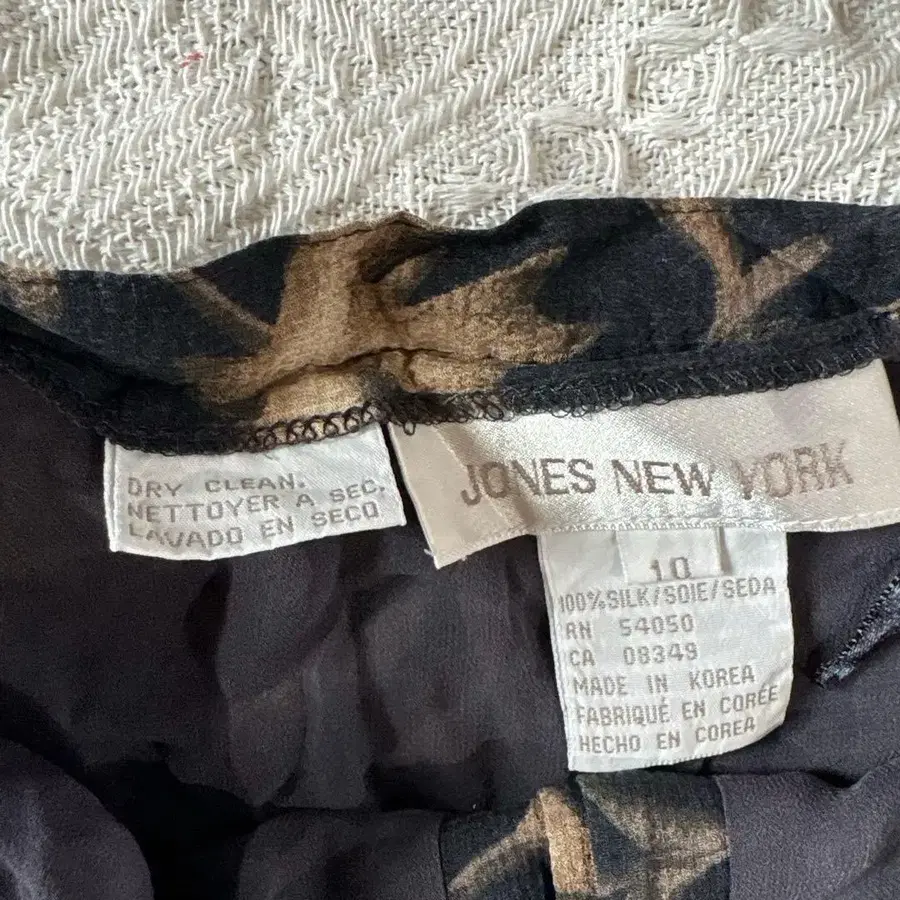 DRY CLEAN.
NETTOYER A SEC.
LAVADO EN SECO
JONES NEW YORK
10
100% SILK/SOIE/SEDA
RN 54050
CA 08349
MADE IN KOREA
FABRIQUÉ EN CORÉE
HECHO EN COREA